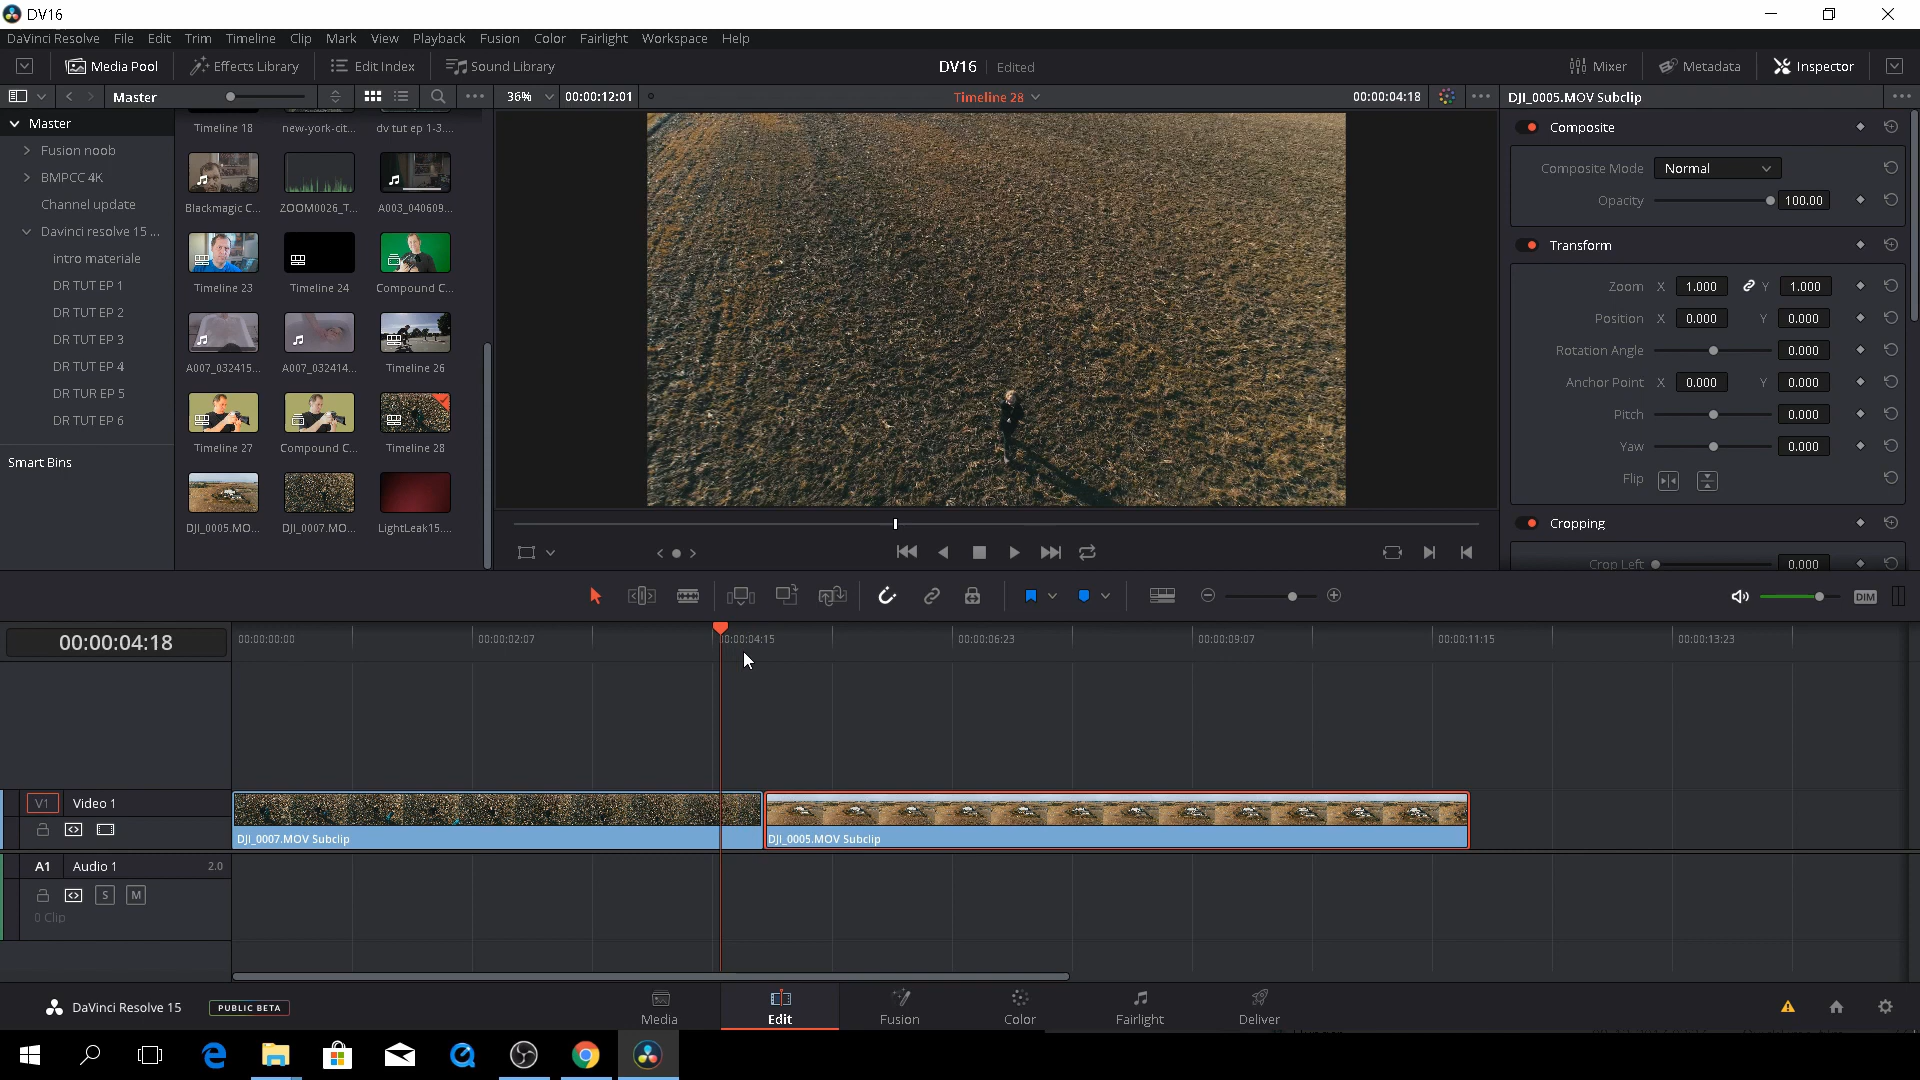 DV16
DaVinci Resolve File Edit Trim Timeline Clip Mark View Playback Fusion Color Fairlight Workspace Help
Media Pool Effects Library Edit Index Sound Library DV16 Edited Mixer Metadata Inspector
Master 36% 00:00:12:01 Timeline 28 00:00:04:18 DJI_0005.MOV Subclip
Master
Fusion noob
BMPCC 4K
Channel update
Davinci resolve 15 ...
intro materiale
DR TUT EP 1
DR TUT EP 2
DR TUT EP 3
DR TUT EP 4
DR TUR EP 5
DR TUT EP 6
Smart Bins
Timeline 18 new-york-cit... dv tut ep 1-3....
Blackmagic C... ZOOM0026_T... A003_040609...
Timeline 23 Timeline 24 Compound C...
A007_032415... A007_032414... Timeline 26
Timeline 27 Compound C... Timeline 28
DJI_0005.MO... DJI_0007.MO... LightLeak15....
Composite
Composite Mode Normal
Opacity 100.00
Transform
Zoom X 1.000 Y 1.000
Position X 0.000 Y 0.000
Rotation Angle 0.000
Anchor Point X 0.000 Y 0.000
Pitch 0.000
Yaw 0.000
Flip
Cropping
Crop Left 0.000
DIM
00:00:04:18 00:00:00:00 00:00:02:07 00:00:04:15 00:00:06:23 00:00:09:07 00:00:11:15 00:00:13:23
V1 Video 1
DJI_0007.MOV Subclip DJI_0005.MOV Subclip
A1 Audio 1 2.0
S M
0 Clip
DaVinci Resolve 15 PUBLIC BETA
Media Edit Fusion Color Fairlight Deliver